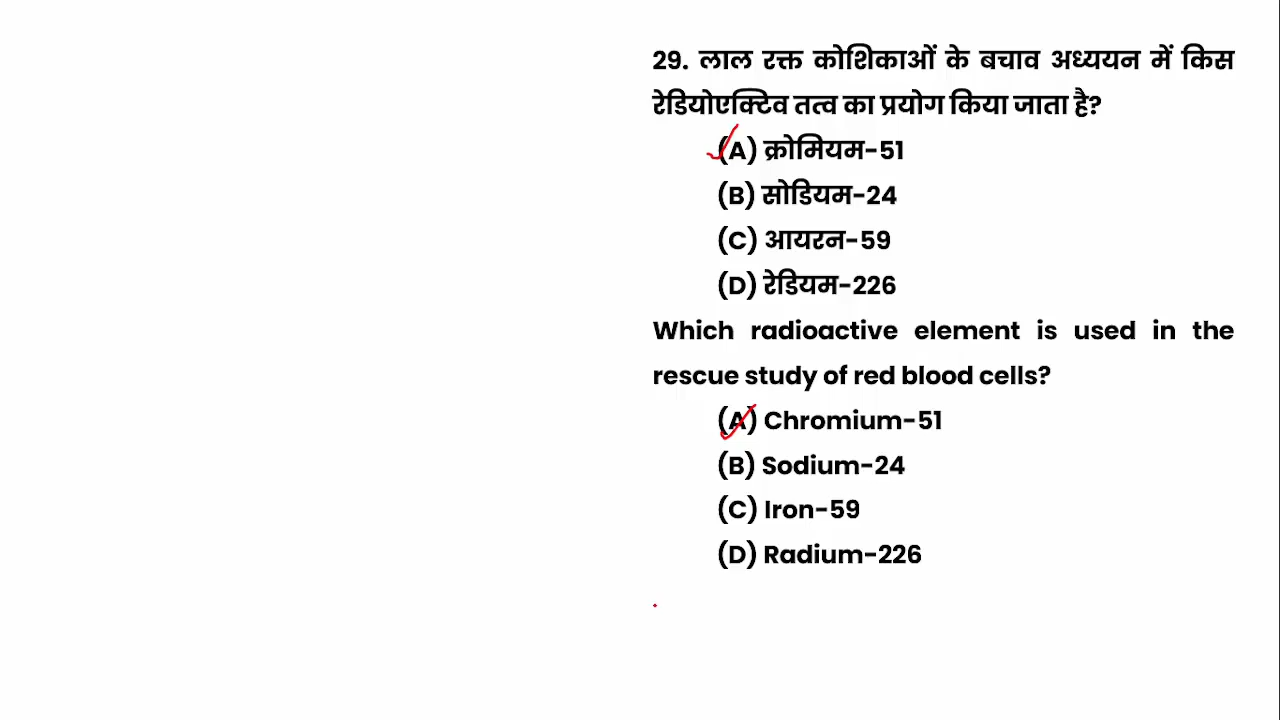 29. लाल रक्त कोशिकाओं के बचाव अध्ययन में किस
रेडियोएक्टिव तत्व का प्रयोग किया जाता है?
(A) क्रोमियम-51
(B) सोडियम-24
(C) आयरन-59
(D) रेडियम-226
Which radioactive element is used in the
rescue study of red blood cells?
(A) Chromium-51
(B) Sodium-24
(C) Iron-59
(D) Radium-226